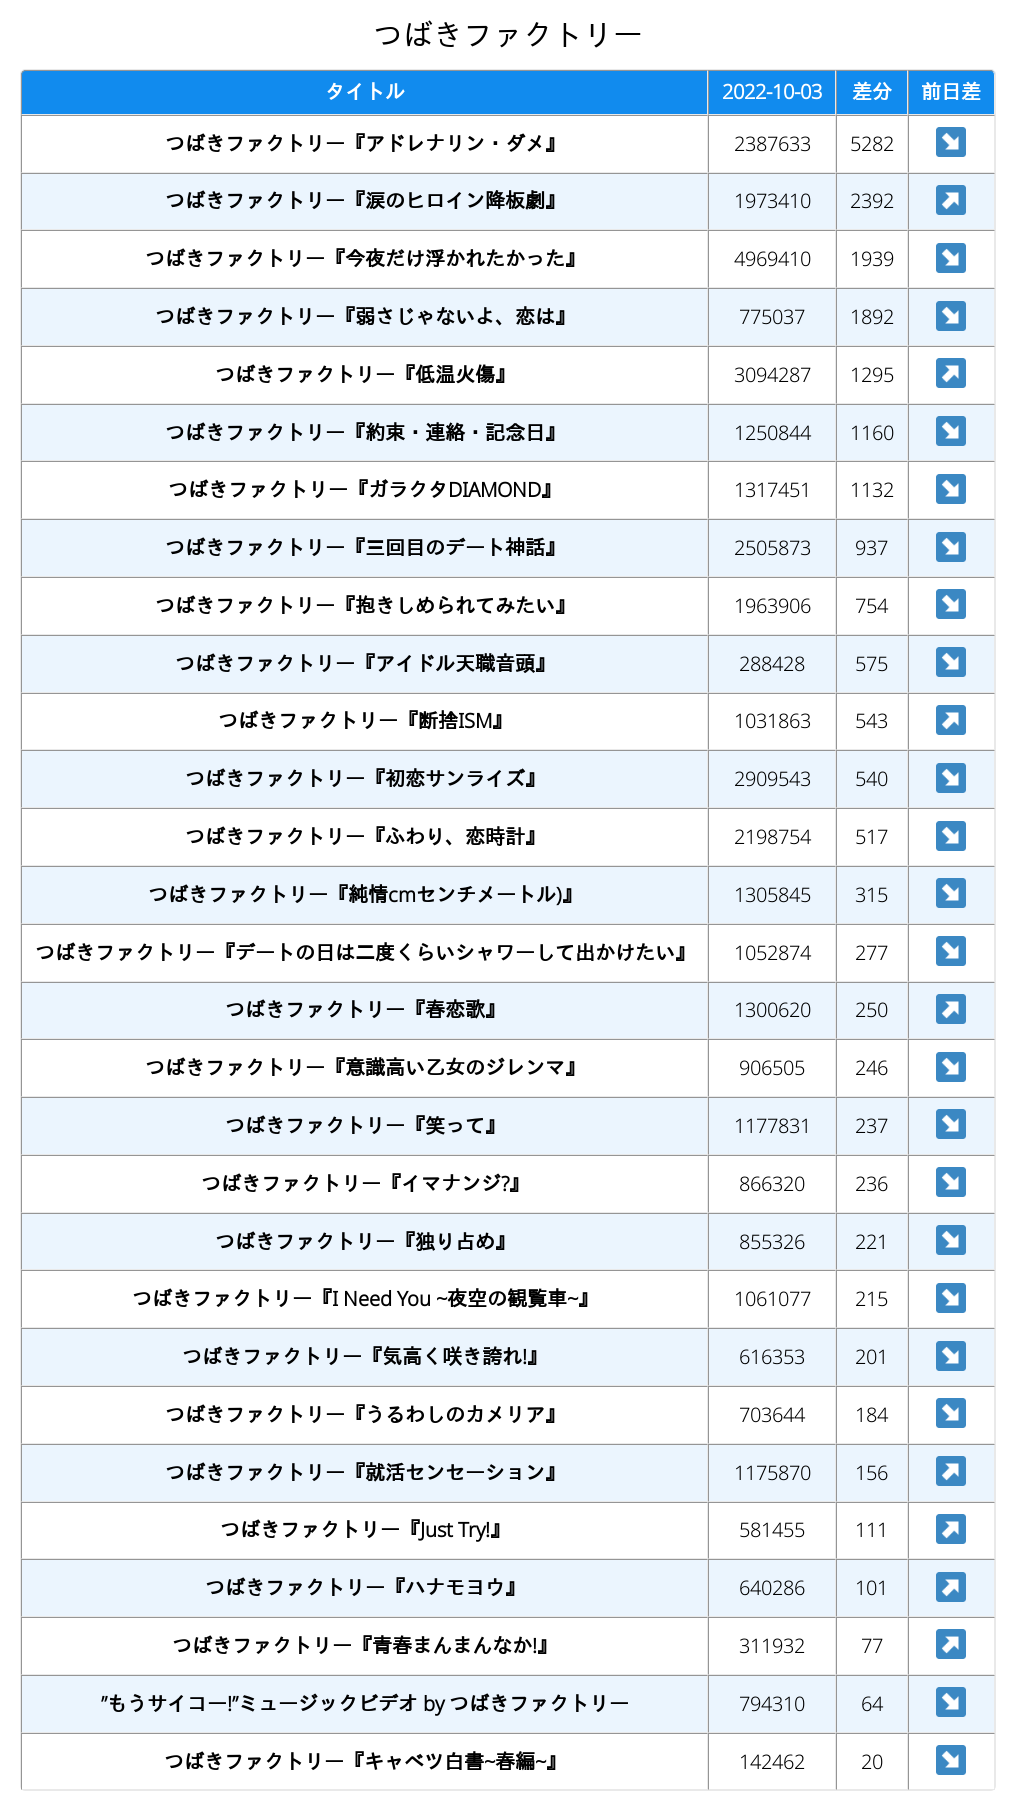 つばきファクトリー
タイトル 2022-10-03 差分 前日差
つばきファクトリー『アドレナリン・ダメ』 2387633 5282 ↘
つばきファクトリー『涙のヒロイン降板劇』 1973410 2392 ↗
つばきファクトリー『今夜だけ浮かれたかった』 4969410 1939 ↘
つばきファクトリー『弱さじゃないよ、恋は』 775037 1892 ↘
つばきファクトリー『低温火傷』 3094287 1295 ↗
つばきファクトリー『約束・連絡・記念日』 1250844 1160 ↘
つばきファクトリー『ガラクタDIAMOND』 1317451 1132 ↘
つばきファクトリー『三回目のデート神話』 2505873 937 ↘
つばきファクトリー『抱きしめられてみたい』 1963906 754 ↘
つばきファクトリー『アイドル天職音頭』 288428 575 ↘
つばきファクトリー『断捨ISM』 1031863 543 ↗
つばきファクトリー『初恋サンライズ』 2909543 540 ↘
つばきファクトリー『ふわり、恋時計』 2198754 517 ↘
つばきファクトリー『純情cmセンチメートル)』 1305845 315 ↘
つばきファクトリー『デートの日は二度くらいシャワーして出かけたい』 1052874 277 ↘
つばきファクトリー『春恋歌』 1300620 250 ↗
つばきファクトリー『意識高い乙女のジレンマ』 906505 246 ↘
つばきファクトリー『笑って』 1177831 237 ↘
つばきファクトリー『イマナンジ?』 866320 236 ↘
つばきファクトリー『独り占め』 855326 221 ↘
つばきファクトリー『I Need You ~夜空の観覧車~』 1061077 215 ↘
つばきファクトリー『気高く咲き誇れ!』 616353 201 ↘
つばきファクトリー『うるわしのカメリア』 703644 184 ↘
つばきファクトリー『就活センセーション』 1175870 156 ↗
つばきファクトリー『Just Try!』 581455 111 ↗
つばきファクトリー『ハナモヨウ』 640286 101 ↗
つばきファクトリー『青春まんまんなか!』 311932 77 ↗
”もうサイコー!”ミュージックビデオ by つばきファクトリー 794310 64 ↘
つばきファクトリー『キャベツ白書~春編~』 142462 20 ↘